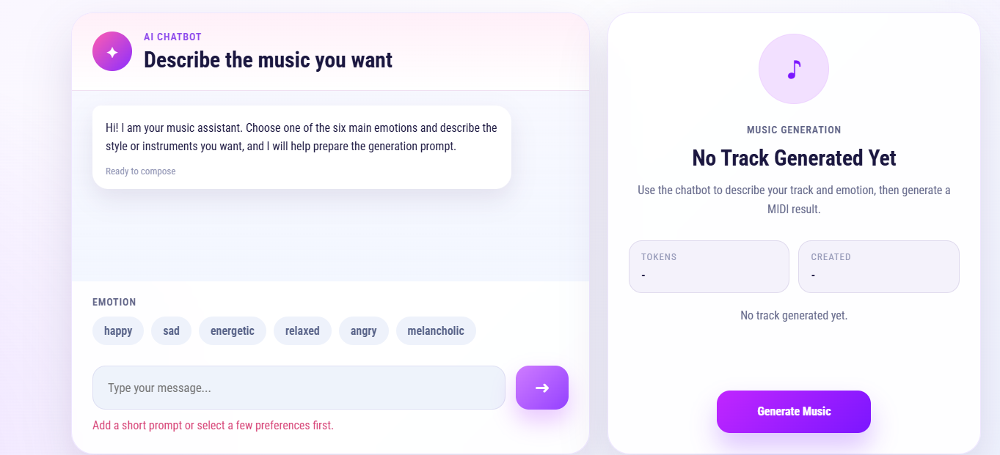 AI CHATBOT
Describe the music you want
Hi! I am your music assistant. Choose one of the six main emotions and describe the
style or instruments you want, and I will help prepare the generation prompt.
Ready to compose
EMOTION
happy sad energetic relaxed angry melancholic
Type your message...
Add a short prompt or select a few preferences first.
MUSIC GENERATION
No Track Generated Yet
Use the chatbot to describe your track and emotion, then generate a
MIDI result.
TOKENS
-
CREATED
-
No track generated yet.
Generate Music